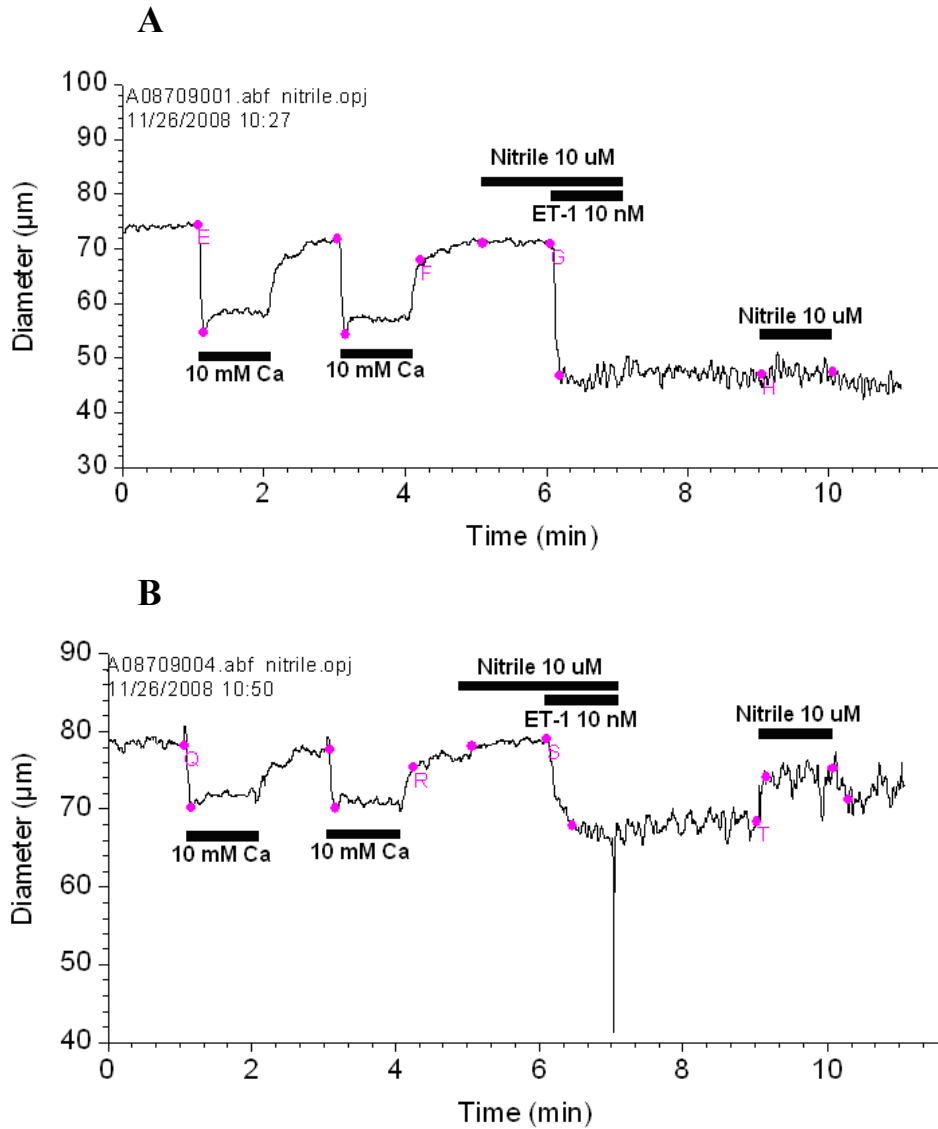 A
A08709001.abf nitrile.opj
11/26/2008 10:27
Nitrile 10 uM
ET-1 10 nM
Nitrile 10 uM
10 mM Ca
10 mM Ca
E
F
G
H
Diameter (µm)
100
90
80
70
60
50
40
30
0 2 4 6 8 10
Time (min)
B
A08709004.abf nitrile.opj
11/26/2008 10:50
Nitrile 10 uM
ET-1 10 nM
Nitrile 10 uM
10 mM Ca
10 mM Ca
Q
R
S
T
Diameter (µm)
90
80
70
60
50
40
0 2 4 6 8 10
Time (min)